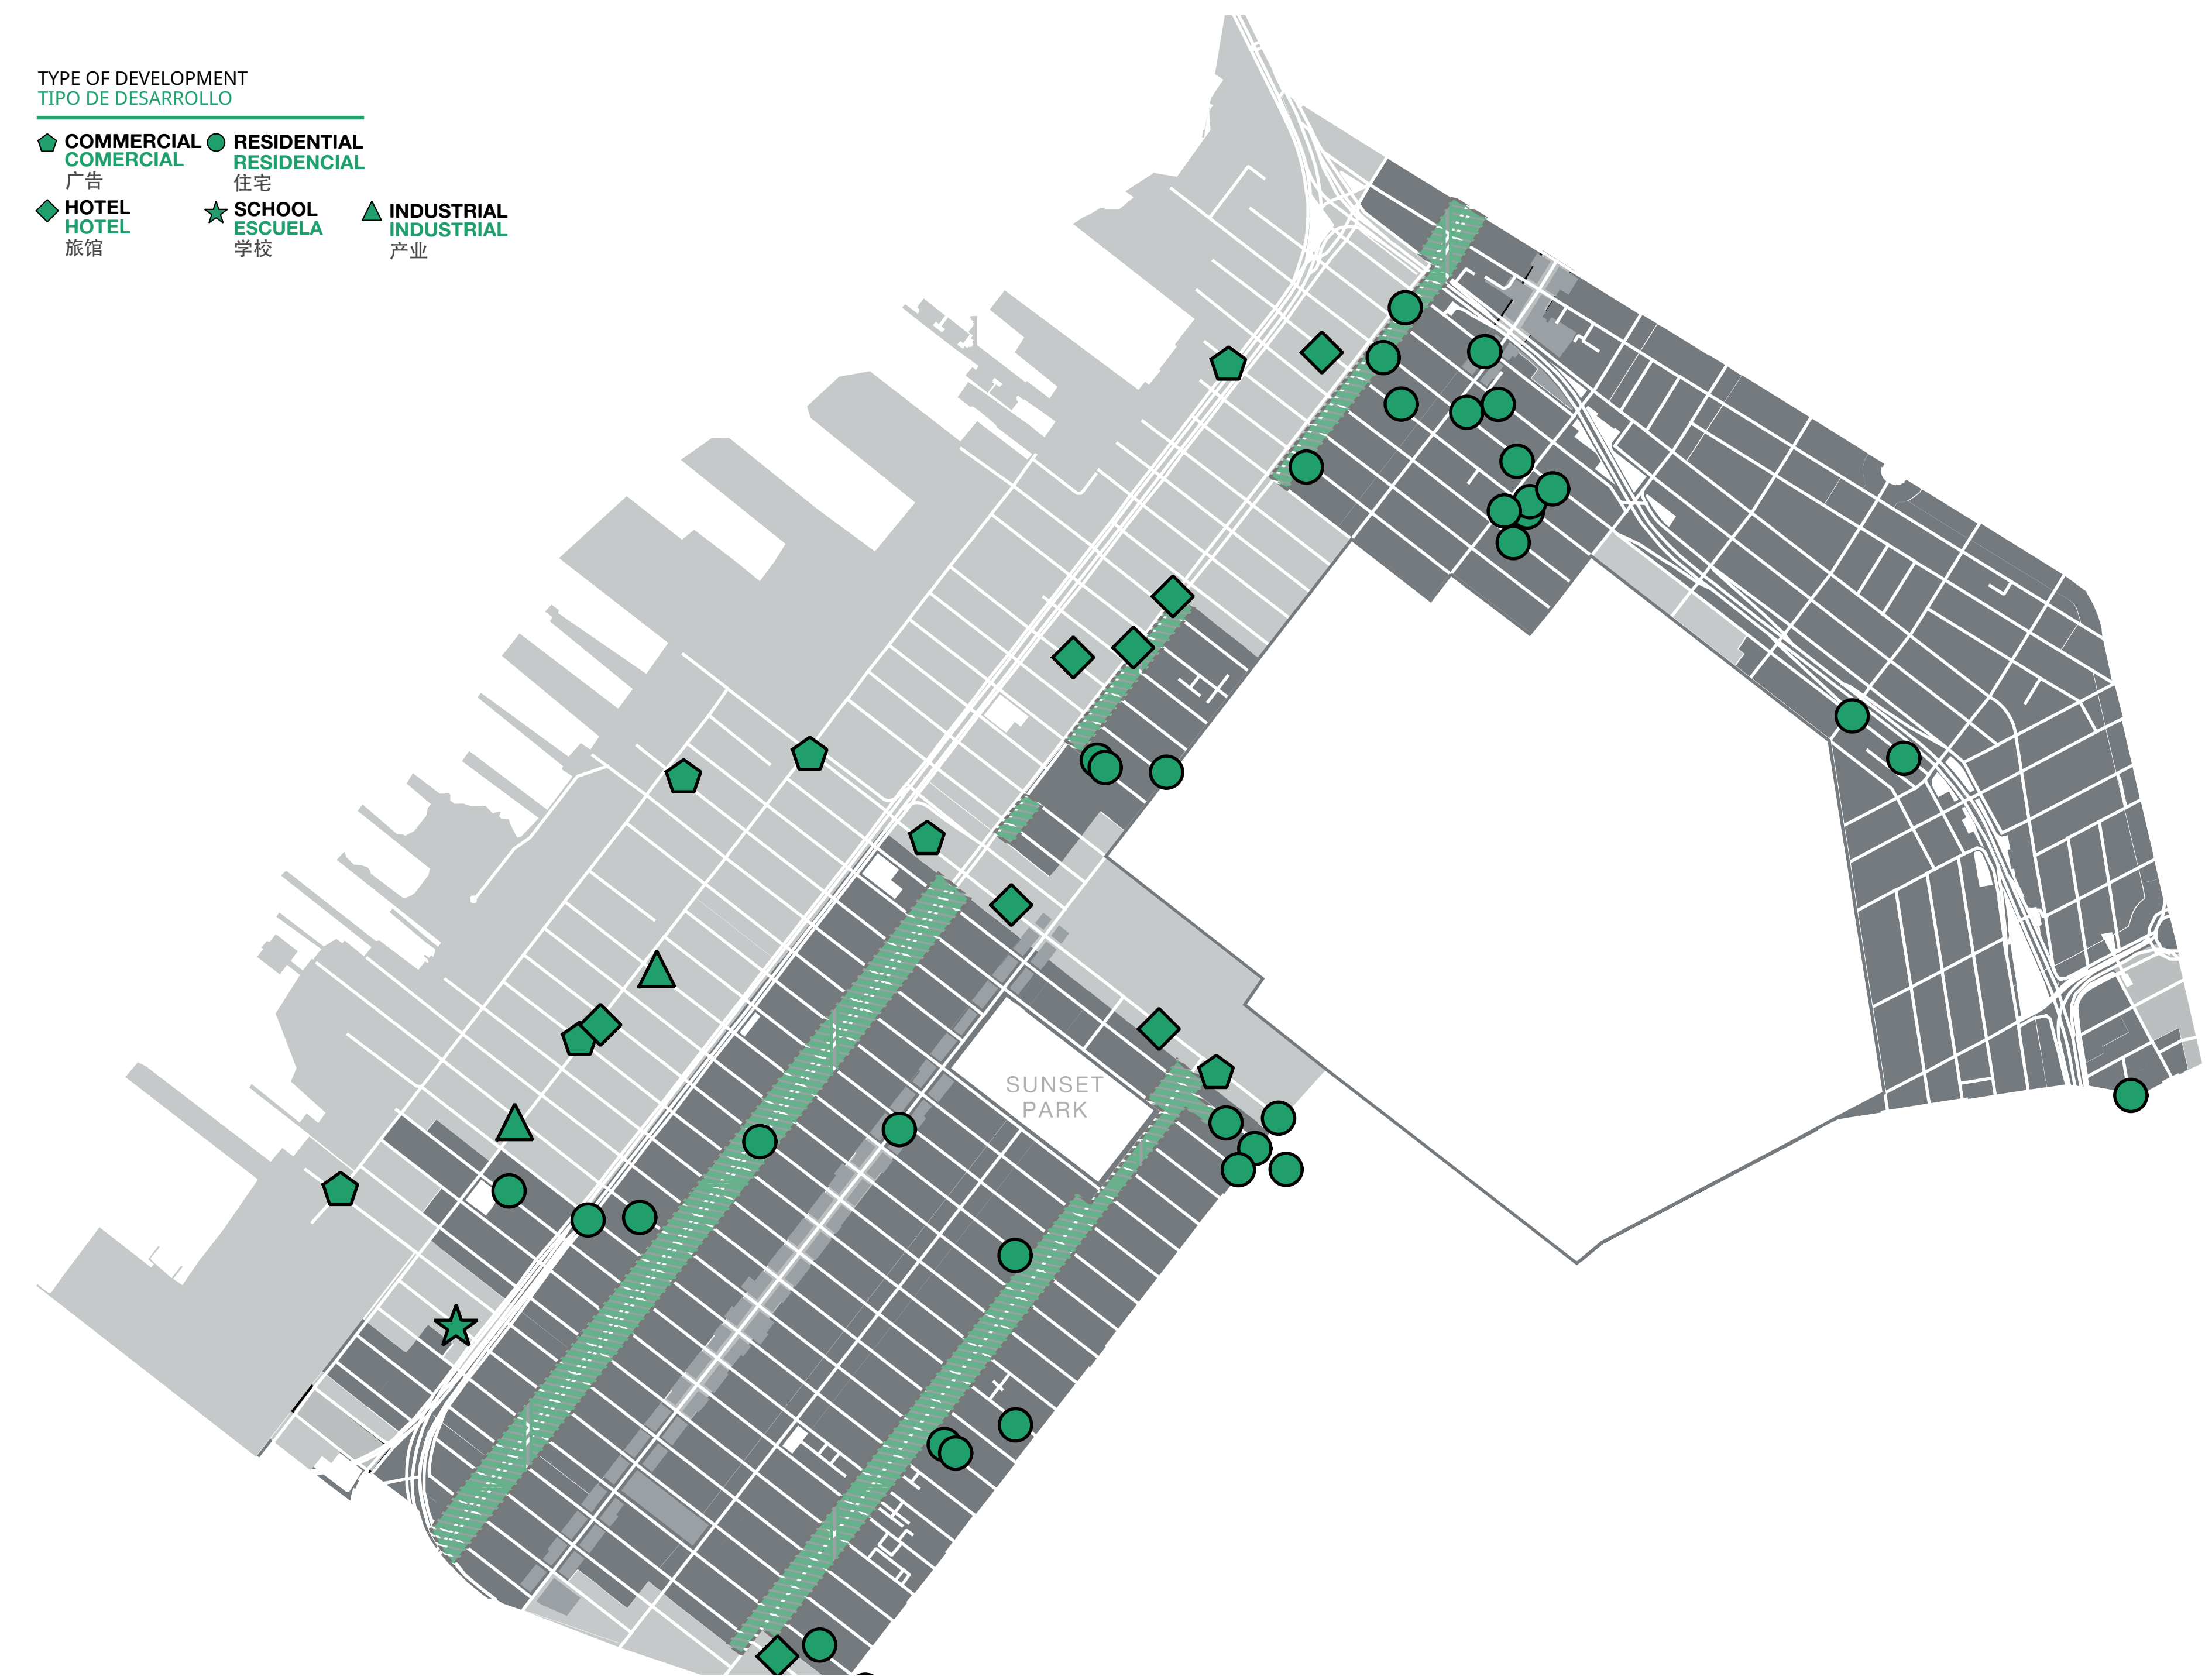 TYPE OF DEVELOPMENT
TIPO DE DESARROLLO
COMMERCIAL
COMERCIAL
广告
RESIDENTIAL
RESIDENCIAL
住宅
HOTEL
HOTEL
旅馆
SCHOOL
ESCUELA
学校
INDUSTRIAL
INDUSTRIAL
产业
SUNSET
PARK